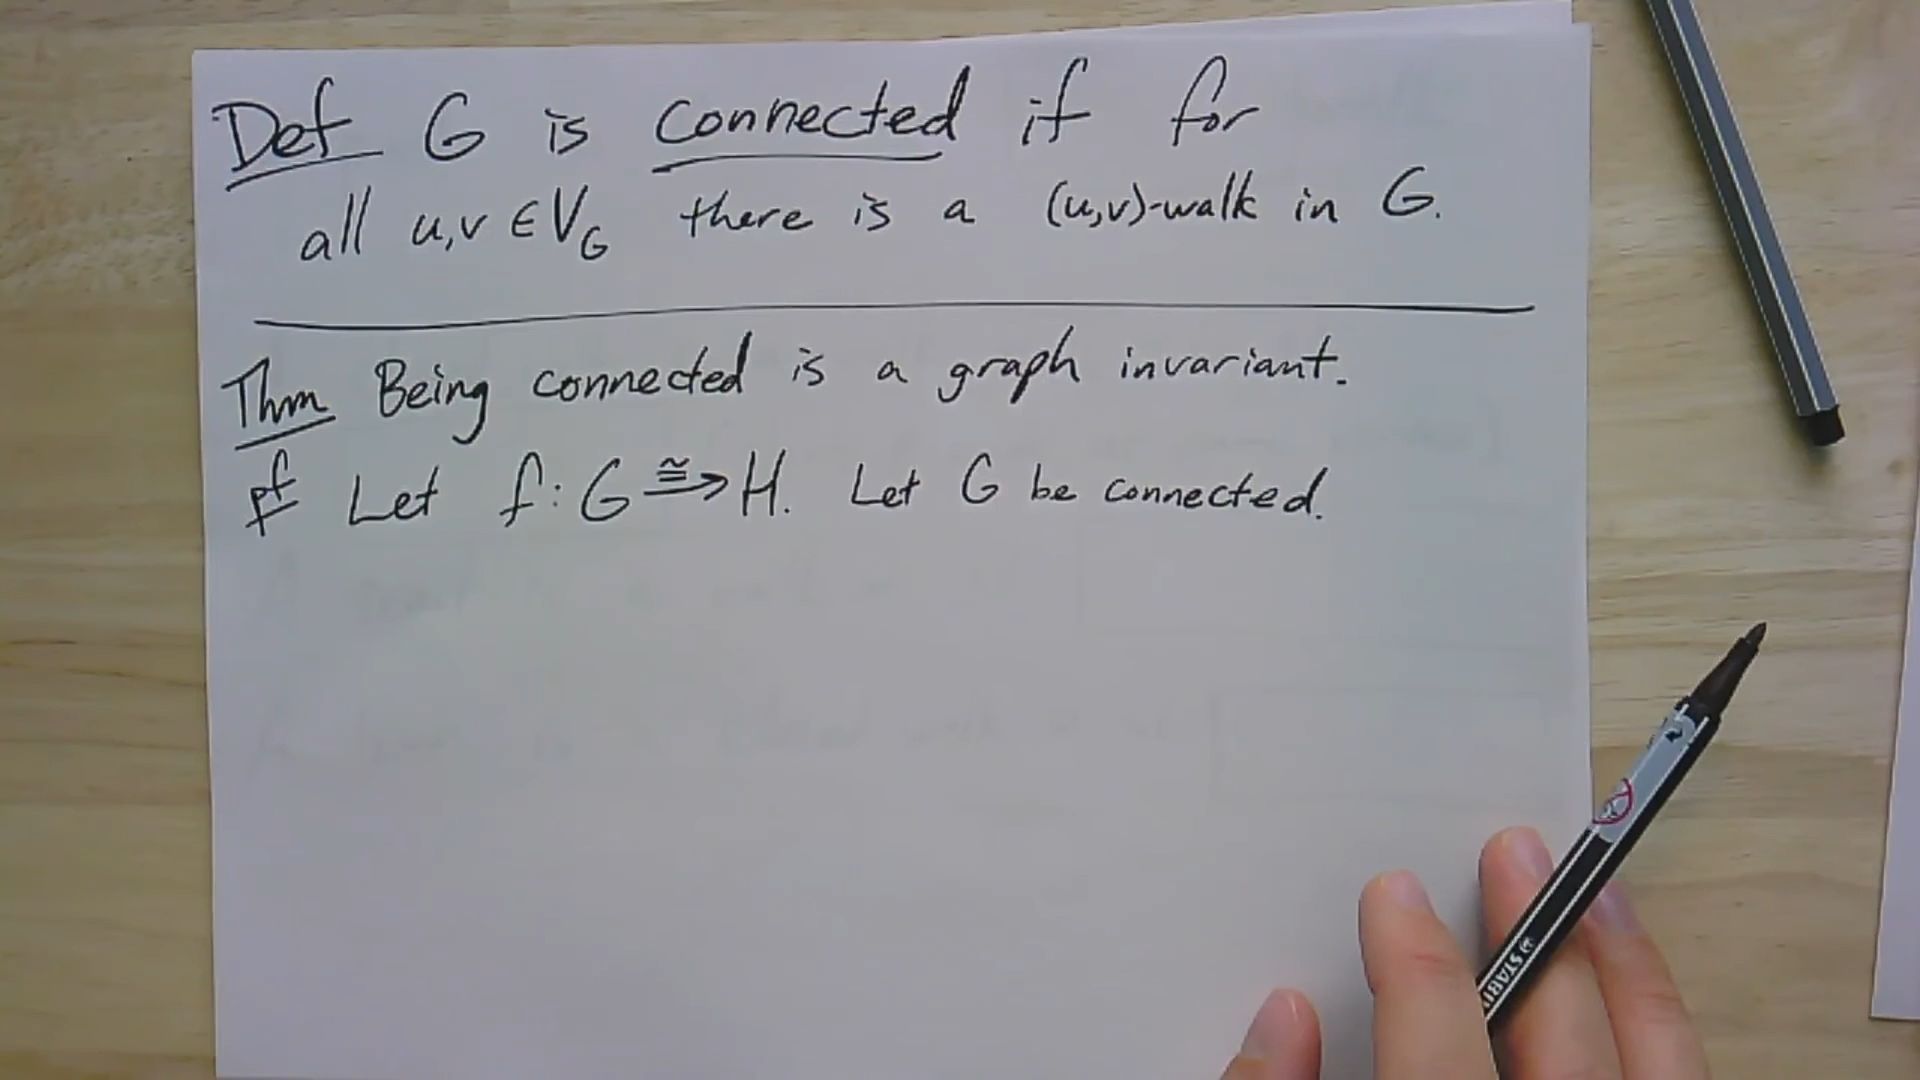 Def G is connected if for
all u,v ∈ V_G there is a (u,v)-walk in G.
Thm Being connected is a graph invariant.
pf Let f: G ≅→ H. Let G be connected.